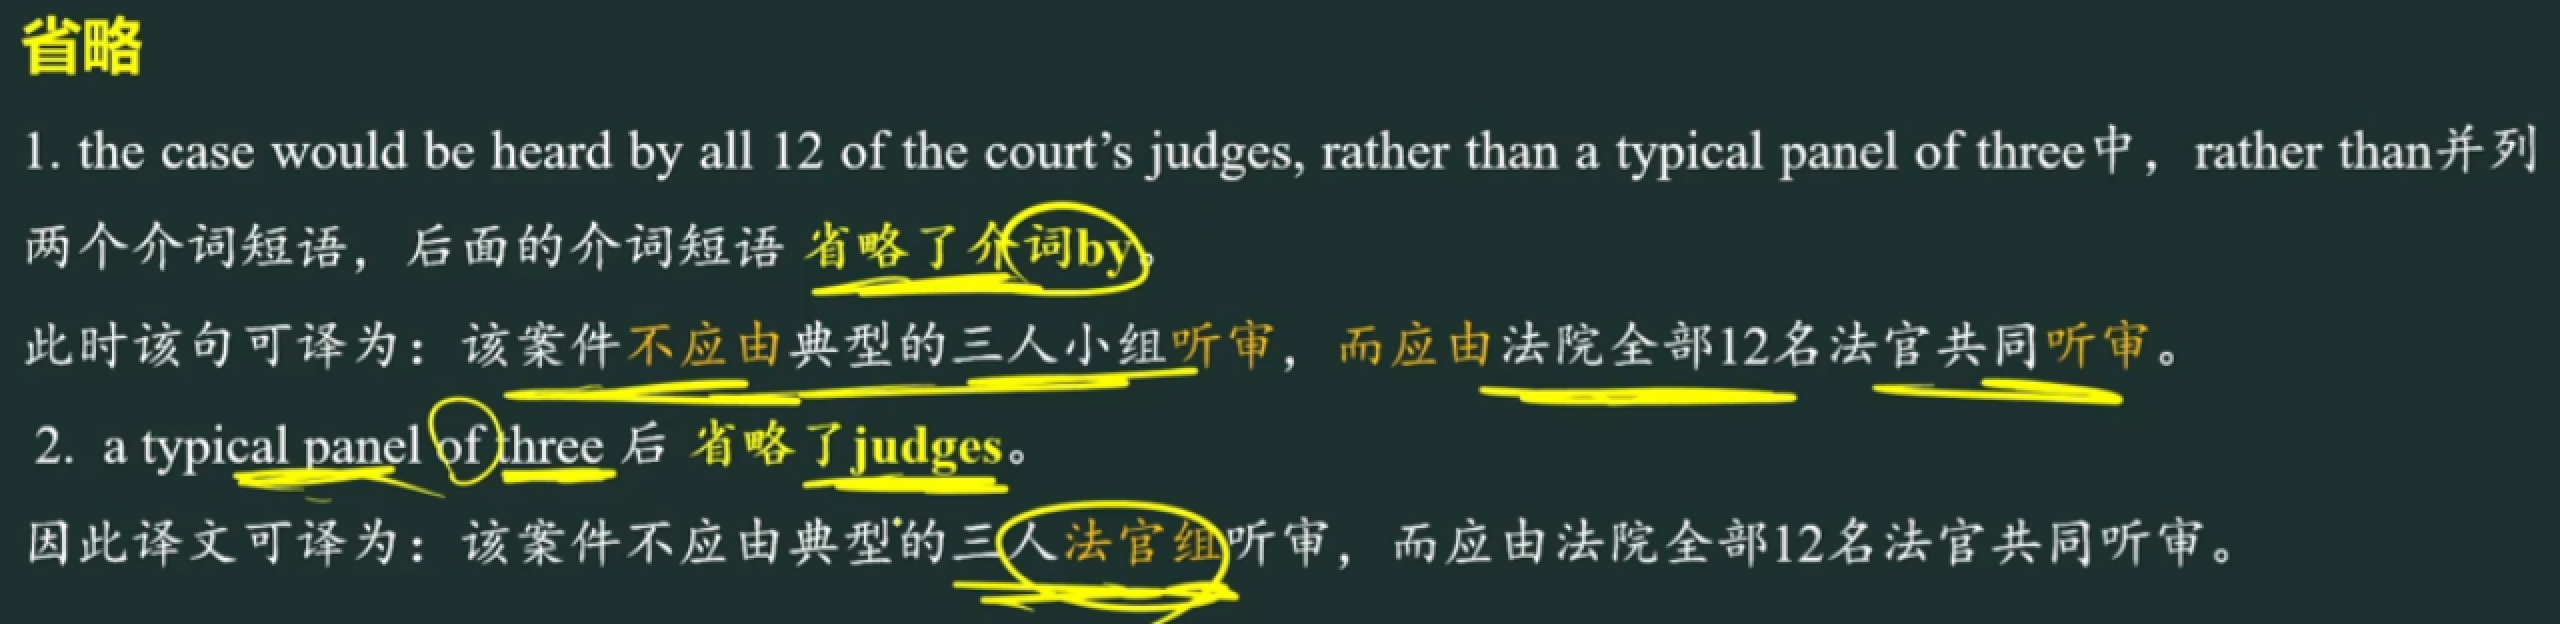 省略
1. the case would be heard by all 12 of the court’s judges, rather than a typical panel of three中，rather than并列
两个介词短语，后面的介词短语 省略了介词by。
此时该句可译为：该案件不应由典型的三人小组听审，而应由法院全部12名法官共同听审。
2. a typical panel of three 后 省略了judges。
因此译文可译为：该案件不应由典型的三人法官组听审，而应由法院全部12名法官共同听审。